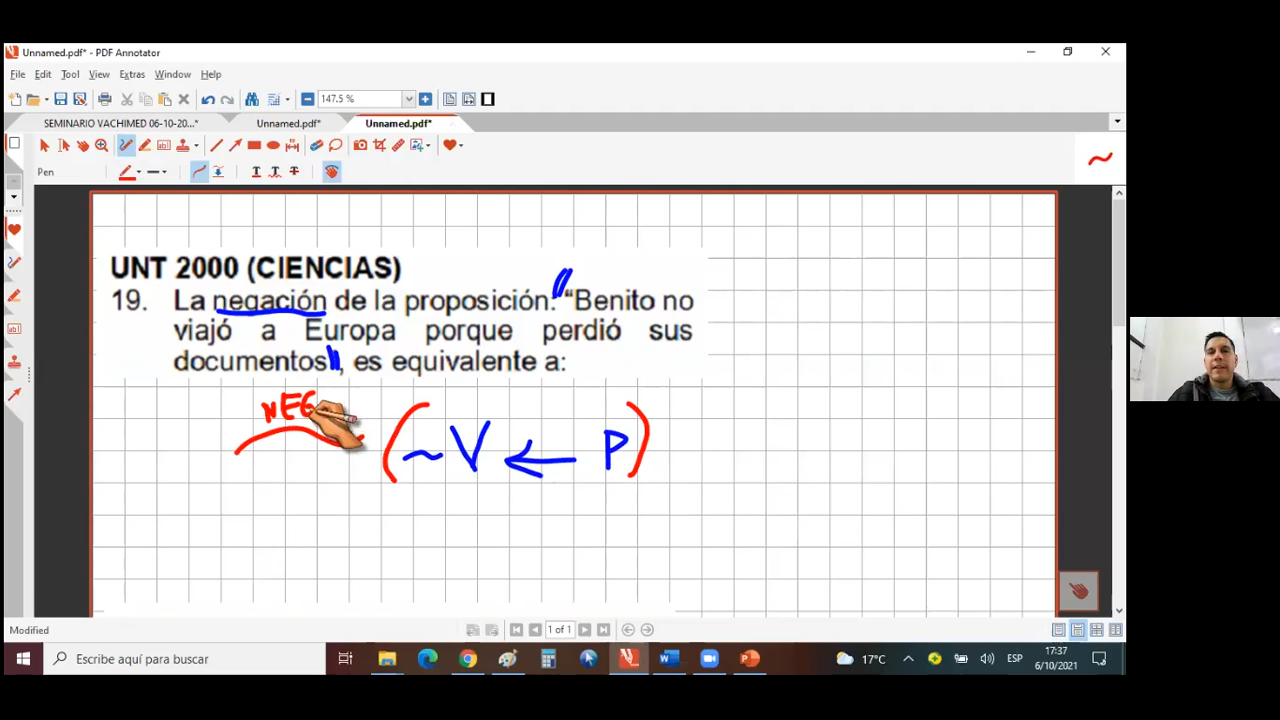 Unnamed.pdf* - PDF Annotator
File Edit Tool View Extras Window Help
147.5 %
SEMINARIO VACHIMED 06-10-20...* Unnamed.pdf* Unnamed.pdf*
Pen
UNT 2000 (CIENCIAS)
19. La negación de la proposición: “Benito no
viajó a Europa porque perdió sus
documentos”, es equivalente a:
NEG
~ (~V ← P)
1 of 1
Modified
Escribe aquí para buscar
17°C
ESP
17:37
6/10/2021